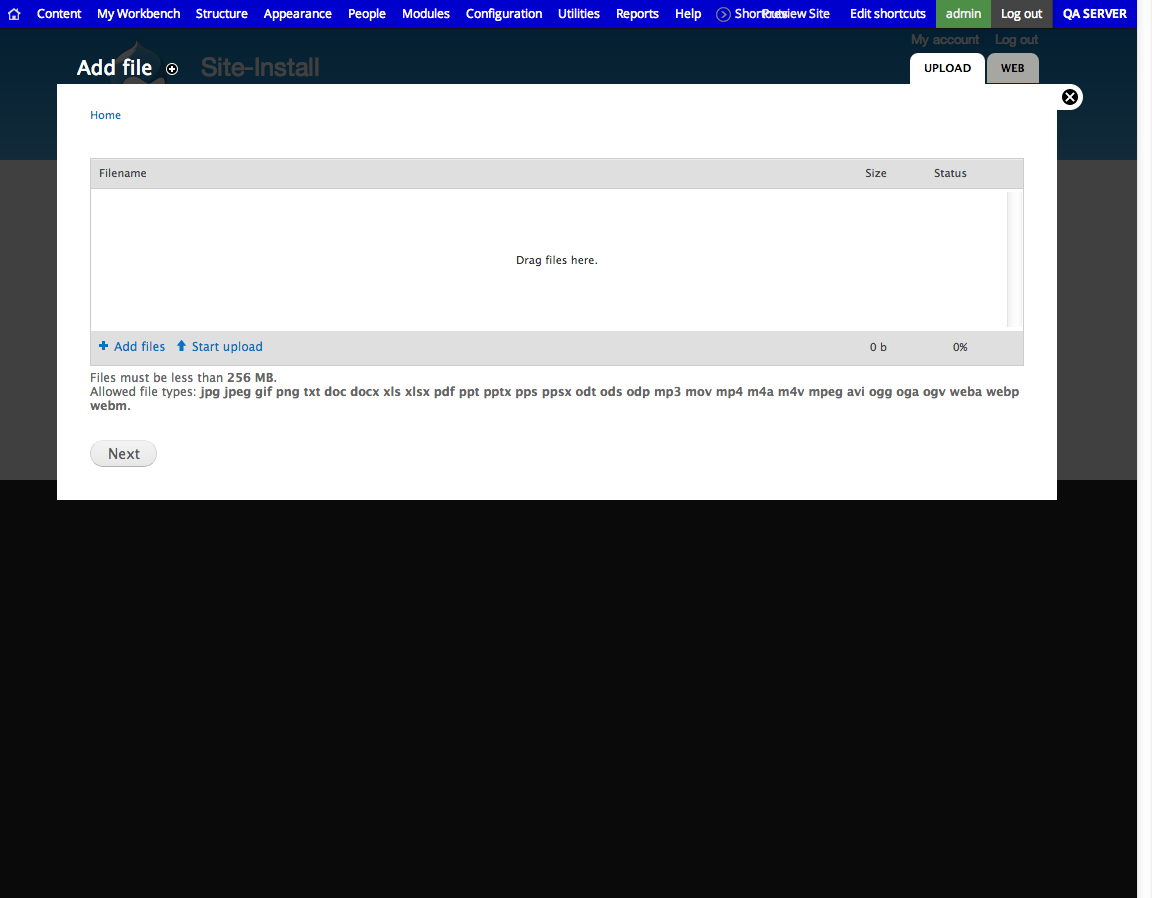 Content My Workbench Structure Appearance People Modules Configuration Utilities Reports Help Shortcuts Preview Site Edit shortcuts admin Log out QA SERVER
My account Log out
Add file Site-Install UPLOAD WEB
Home
Filename Size Status
Drag files here.
Add files Start upload 0 b 0%
Files must be less than 256 MB.
Allowed file types: jpg jpeg gif png txt doc docx xls xlsx pdf ppt pptx pps ppsx odt ods odp mp3 mov mp4 m4a m4v mpeg avi ogg oga ogv weba webp
webm.
Next